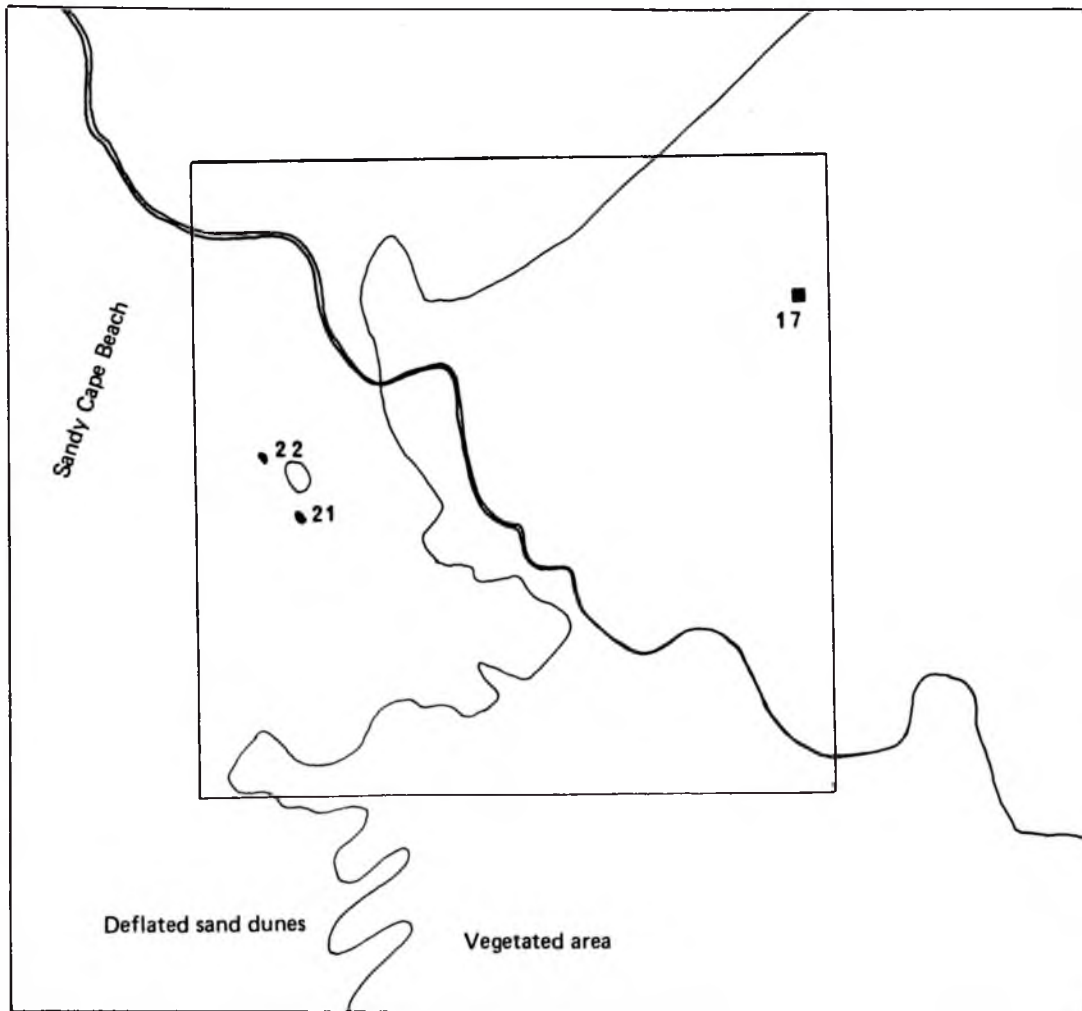 17
Sandy Cape Beach
22
21
Deflated sand dunes
Vegetated area